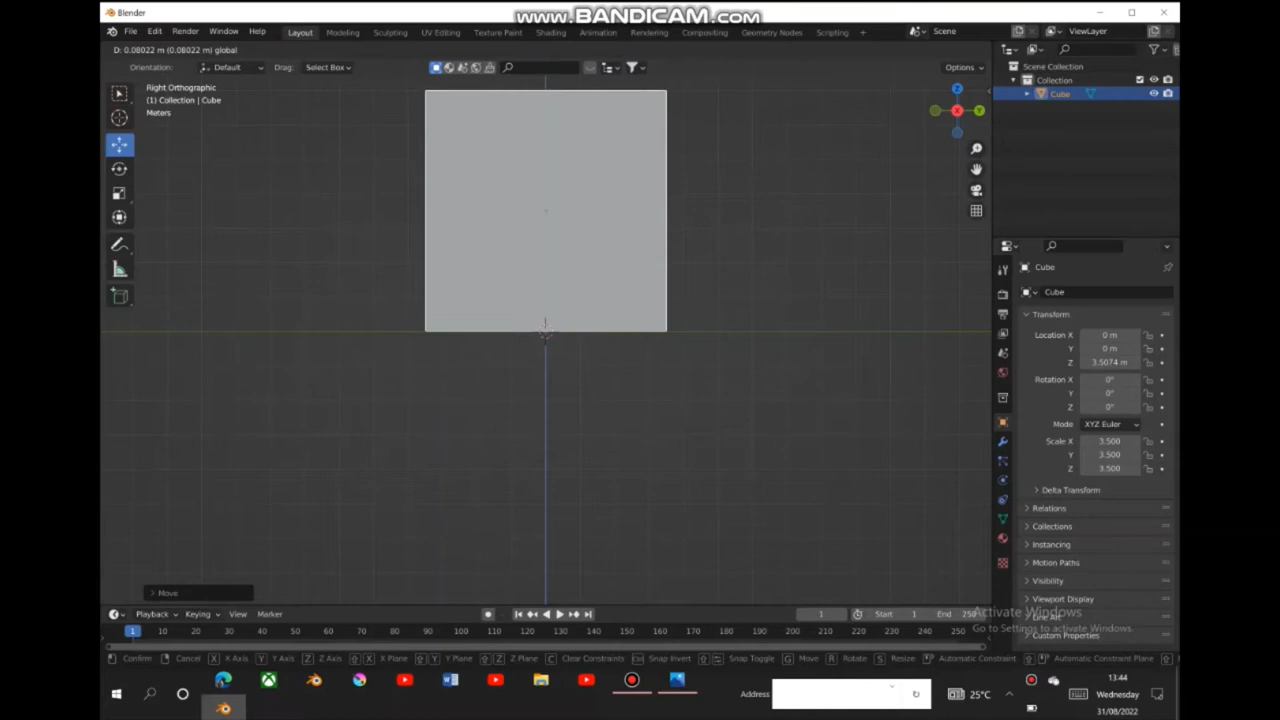 Blender
www.BANDICAM.com
File Edit Render Window Help
Layout Modeling Sculpting UV Editing Texture Paint Shading Animation Rendering Compositing Geometry Nodes Scripting +
Scene
ViewLayer
D: 0.08022 m (0.08022 m) global
Orientation: Default Drag: Select Box
Options
Right Orthographic
(1) Collection | Cube
Meters
Z
X
Y
Scene Collection
Collection
Cube
Cube
Cube
Transform
Location X 0 m
Y 0 m
Z 3.5074 m
Rotation X 0°
Y 0°
Z 0°
Mode XYZ Euler
Scale X 3.500
Y 3.500
Z 3.500
Delta Transform
Relations
Collections
Instancing
Motion Paths
Visibility
Viewport Display
Line Art
Custom Properties
Activate Windows
Go to Settings to activate Windows.
Move
Playback Keying View Marker
1 Start 1 End 250
1 10 20 30 40 50 60 70 80 90 100 110 120 130 140 150 160 170 180 190 200 210 220 230 240 250
Confirm Cancel X X Axis Y Y Axis Z Z Axis X X Plane Y Y Plane Z Z Plane C Clear Constraints Snap Invert Snap Toggle G Move R Rotate S Resize Automatic Constraint Automatic Constraint Plane
Address
25°C
13:44
Wednesday
31/08/2022